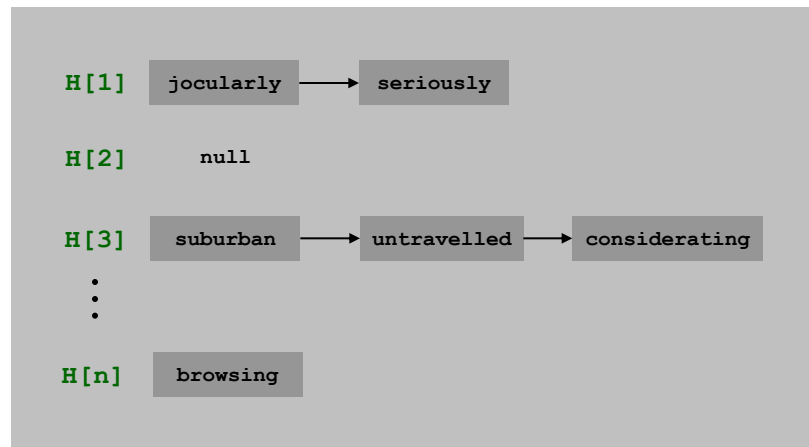 H[1] jocularly seriously
H[2] null
H[3] suburban untravelled considerating
H[n] browsing